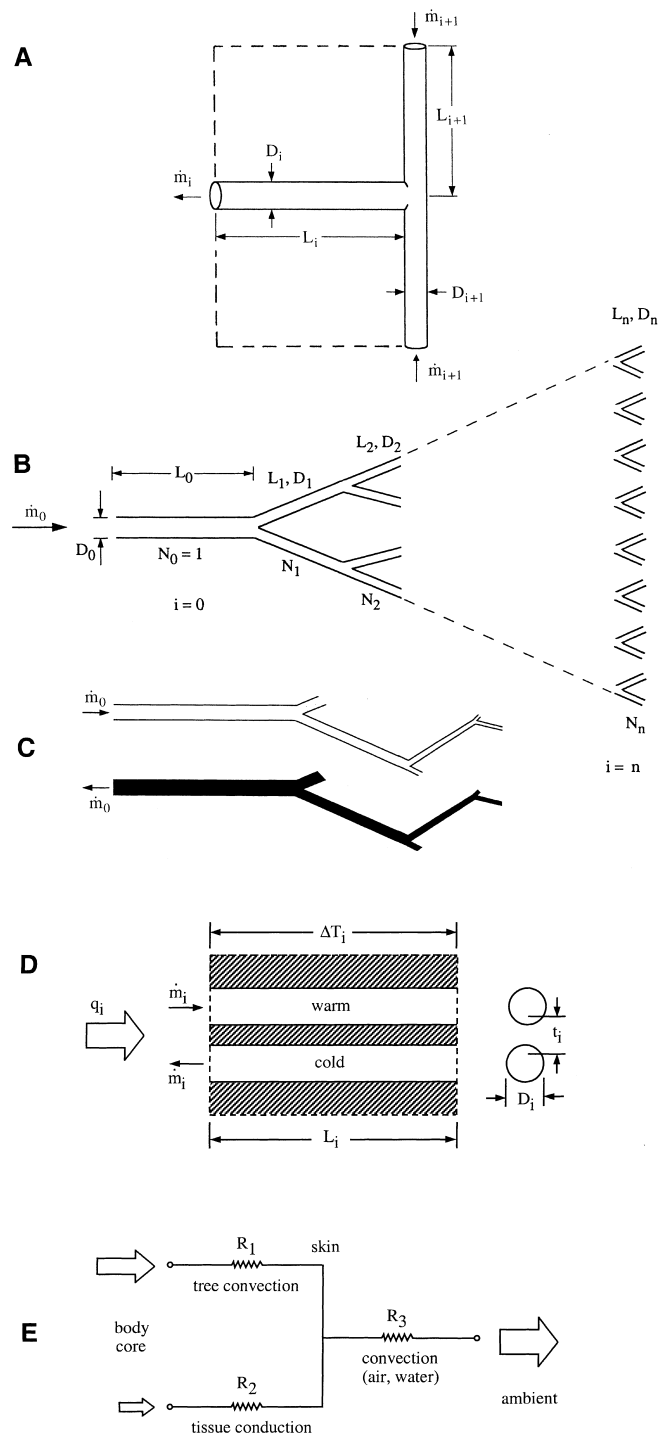 A
ṁi+1
Li+1
Di
ṁi
Li
Di+1
ṁi+1
Ln, Dn
B
L2, D2
L0
L1, D1
ṁ0
D0
N0 = 1
N1
N2
i = 0
Nn
i = n
C
ṁ0
ṁ0
D
ΔTi
qi
ṁi
warm
cold
ṁi
ti
Di
Li
E
R1
skin
tree convection
body
core
R3
convection
(air, water)
ambient
R2
tissue conduction